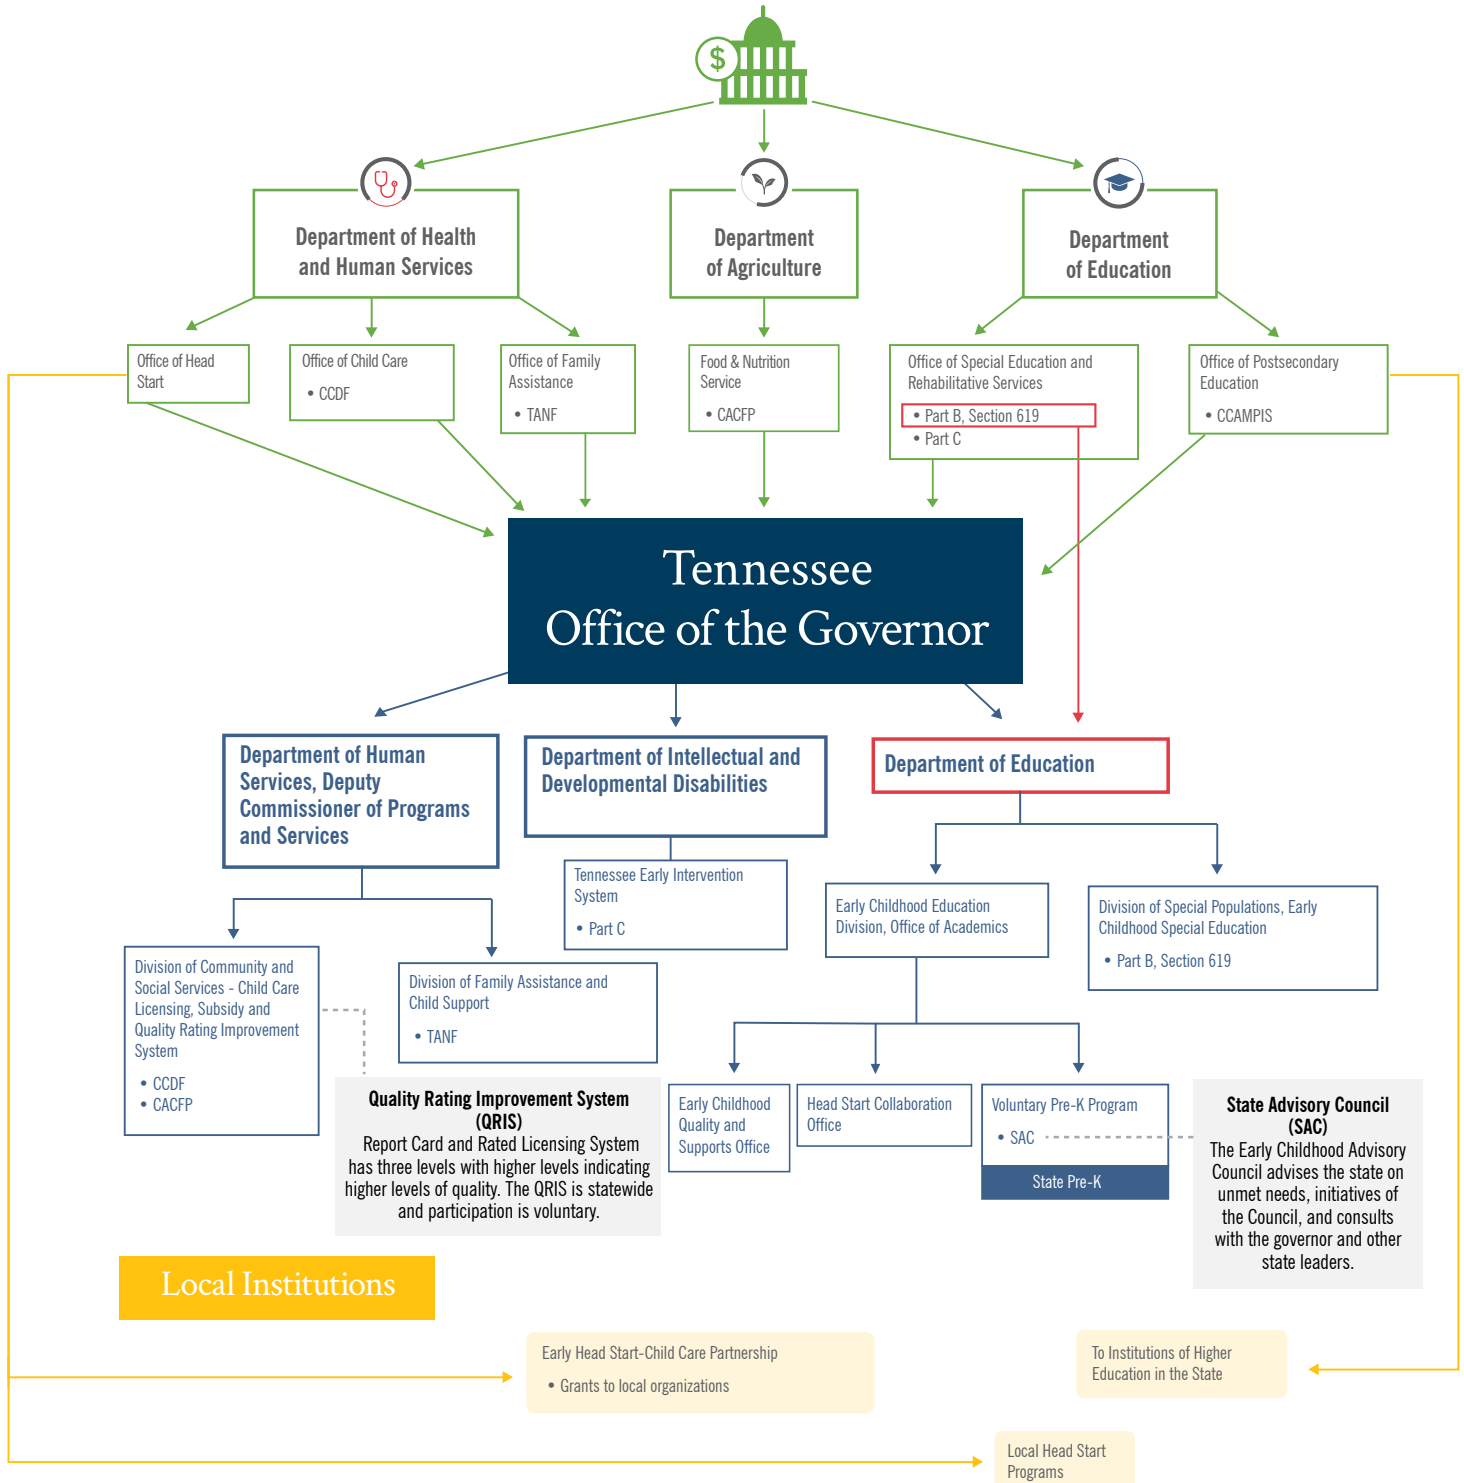 $
Department of Health
and Human Services
Department
of Agriculture
Department
of Education
Office of Head
Start
Office of Child Care
• CCDF
Office of Family
Assistance
• TANF
Food & Nutrition
Service
• CACFP
Office of Special Education and
Rehabilitative Services
• Part B, Section 619
• Part C
Office of Postsecondary
Education
• CCAMPIS
Tennessee
Office of the Governor
Department of Human
Services, Deputy
Commissioner of Programs
and Services
Department of Intellectual and
Developmental Disabilities
Department of Education
Tennessee Early Intervention
System
• Part C
Early Childhood Education
Division, Office of Academics
Division of Special Populations, Early
Childhood Special Education
• Part B, Section 619
Division of Community and
Social Services - Child Care
Licensing, Subsidy and
Quality Rating Improvement
System
• CCDF
• CACFP
Division of Family Assistance and
Child Support
• TANF
Quality Rating Improvement System
(QRIS)
Report Card and Rated Licensing System
has three levels with higher levels indicating
higher levels of quality. The QRIS is statewide
and participation is voluntary.
Early Childhood
Quality and
Supports Office
Head Start Collaboration
Office
Voluntary Pre-K Program
• SAC
State Pre-K
State Advisory Council
(SAC)
The Early Childhood Advisory
Council advises the state on
unmet needs, initiatives of
the Council, and consults
with the governor and other
state leaders.
Local Institutions
Early Head Start-Child Care Partnership
• Grants to local organizations
To Institutions of Higher
Education in the State
Local Head Start
Programs